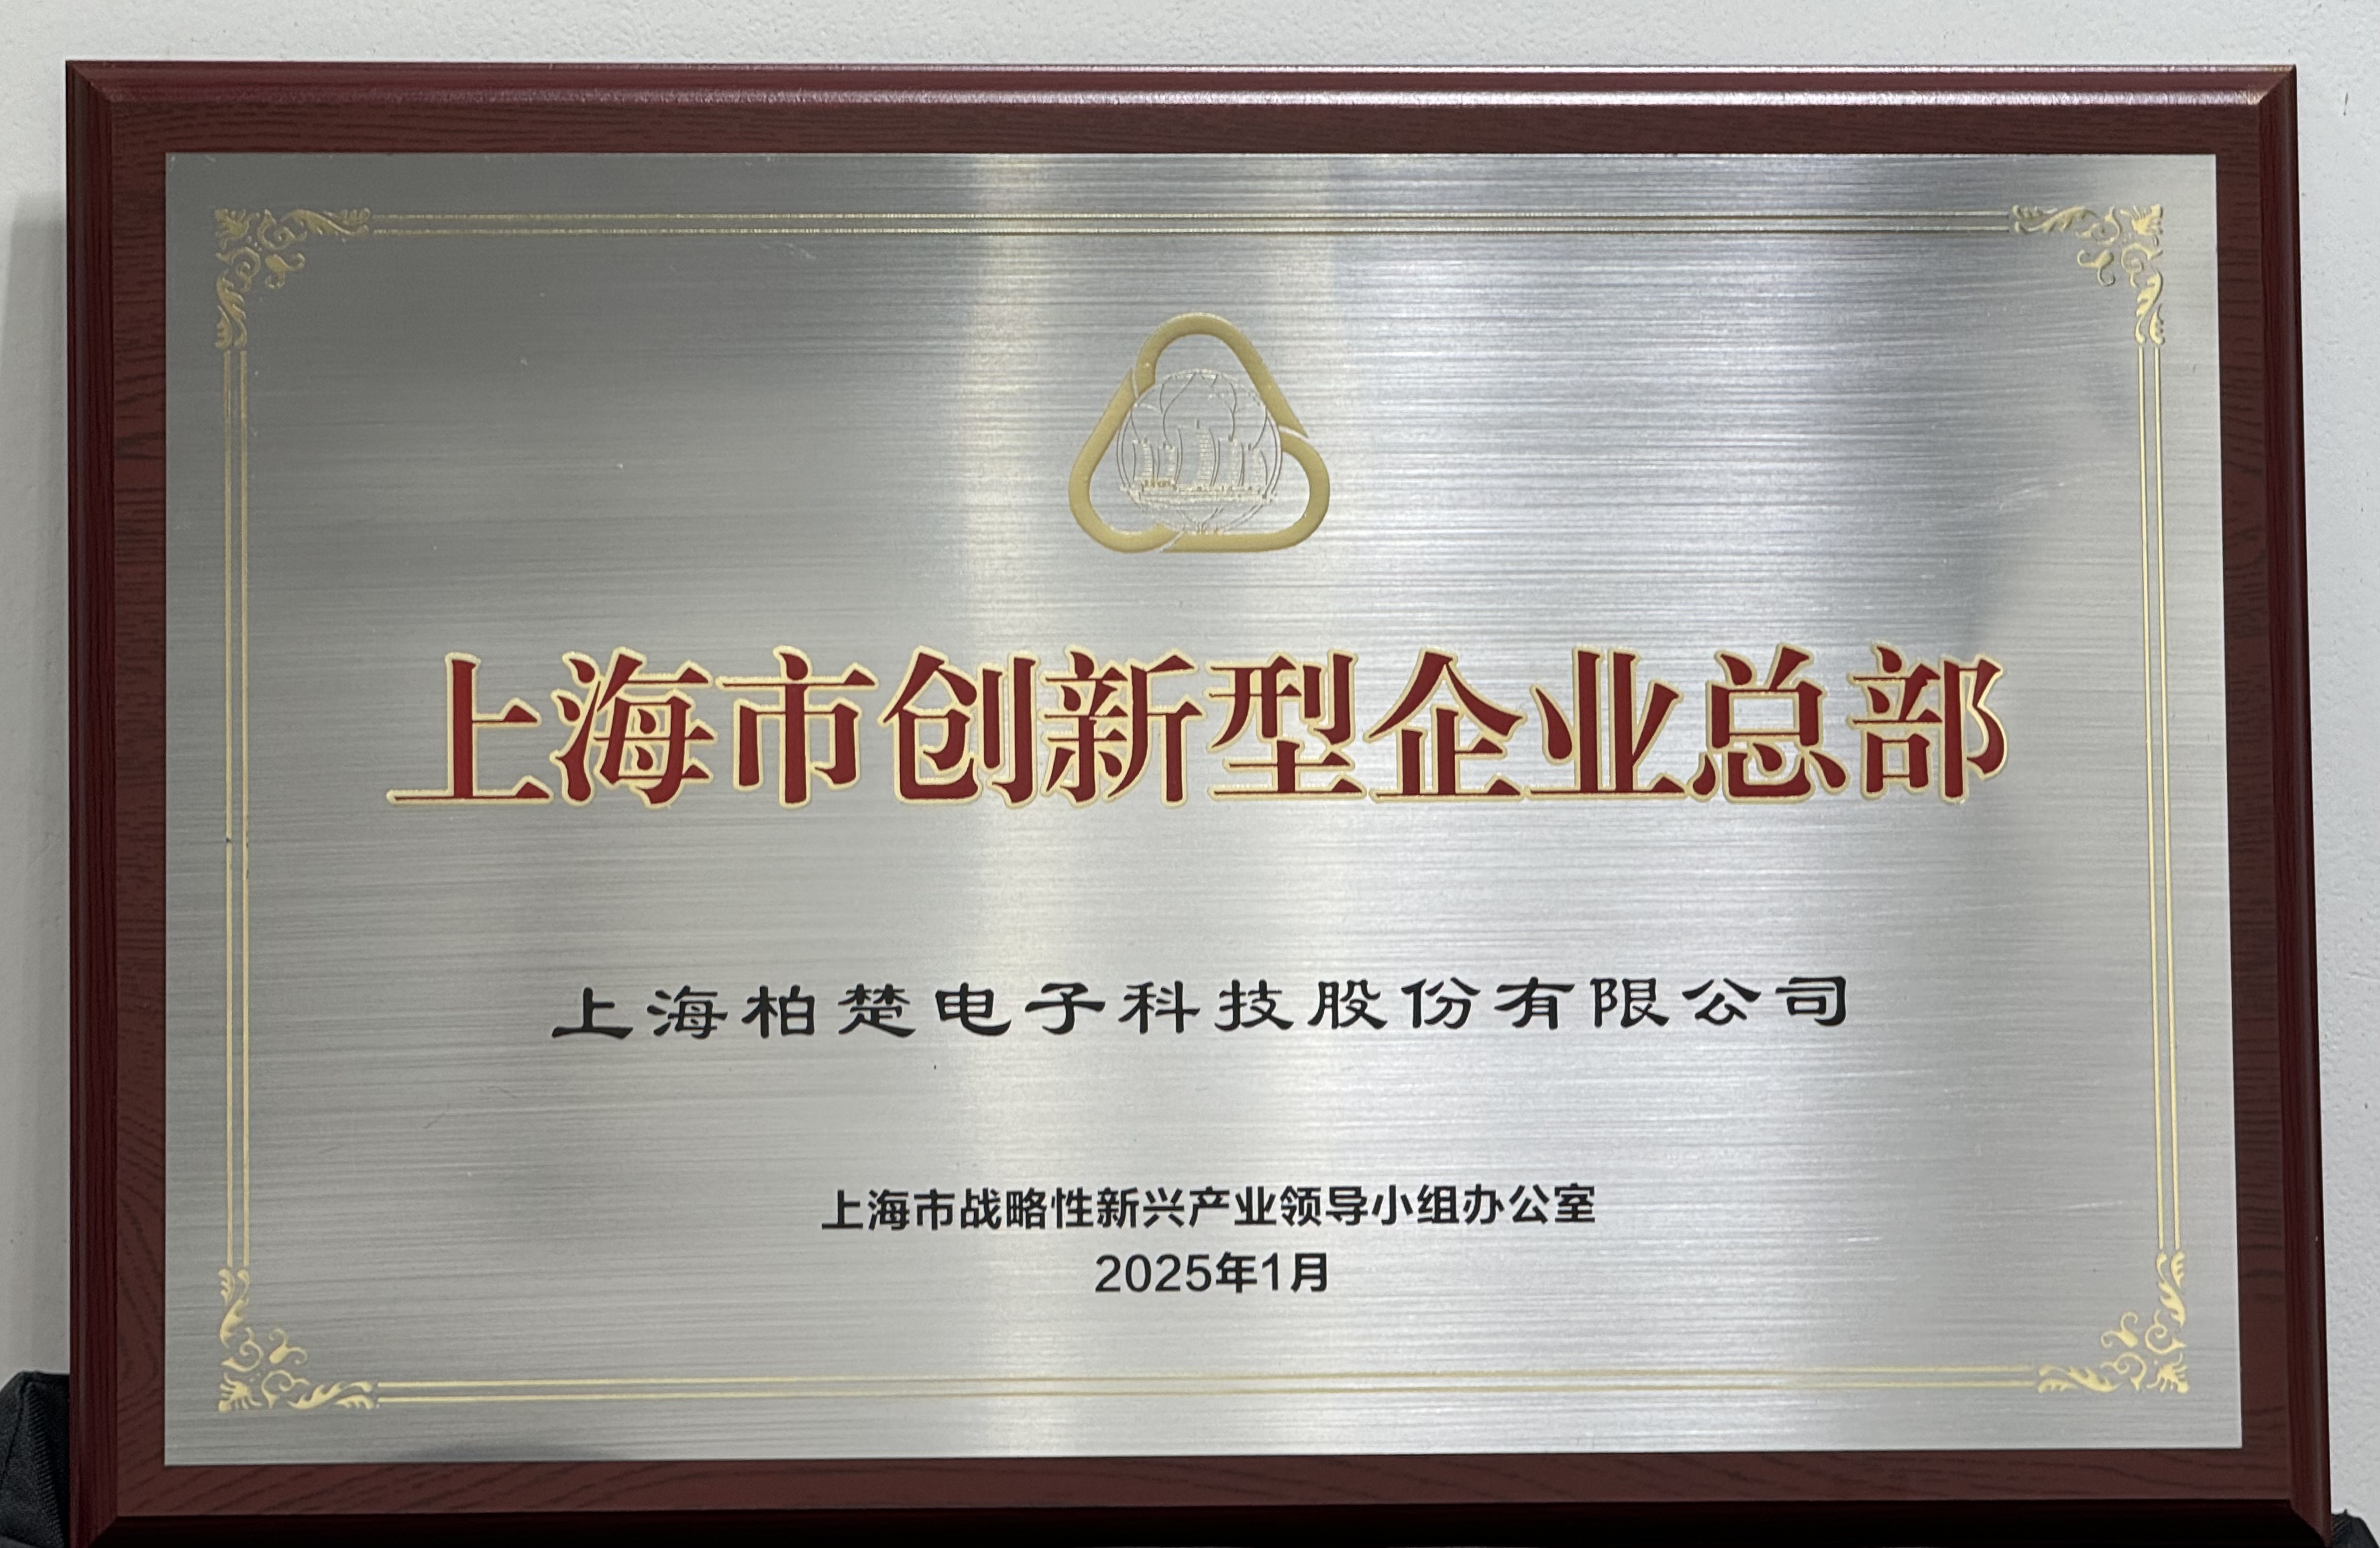 上海市创新型企业总部
上海柏楚电子科技股份有限公司
上海市战略性新兴产业领导小组办公室
2025年1月